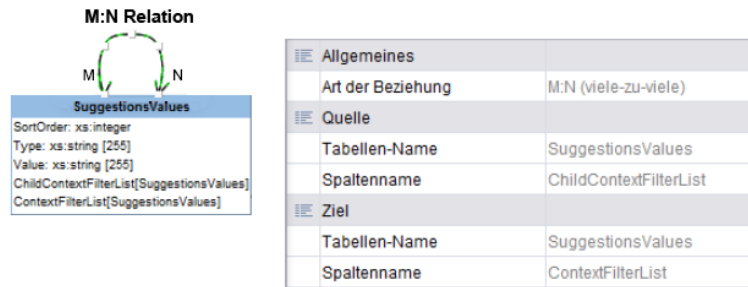 M:N Relation
M
N
SuggestionsValues
SortOrder: xs:integer
Type: xs:string [255]
Value: xs:string [255]
ChildContextFilterList[SuggestionsValues]
ContextFilterList[SuggestionsValues]
Allgemeines
Art der Beziehung M:N (viele-zu-viele)
Quelle
Tabellen-Name SuggestionsValues
Spaltenname ChildContextFilterList
Ziel
Tabellen-Name SuggestionsValues
Spaltenname ContextFilterList